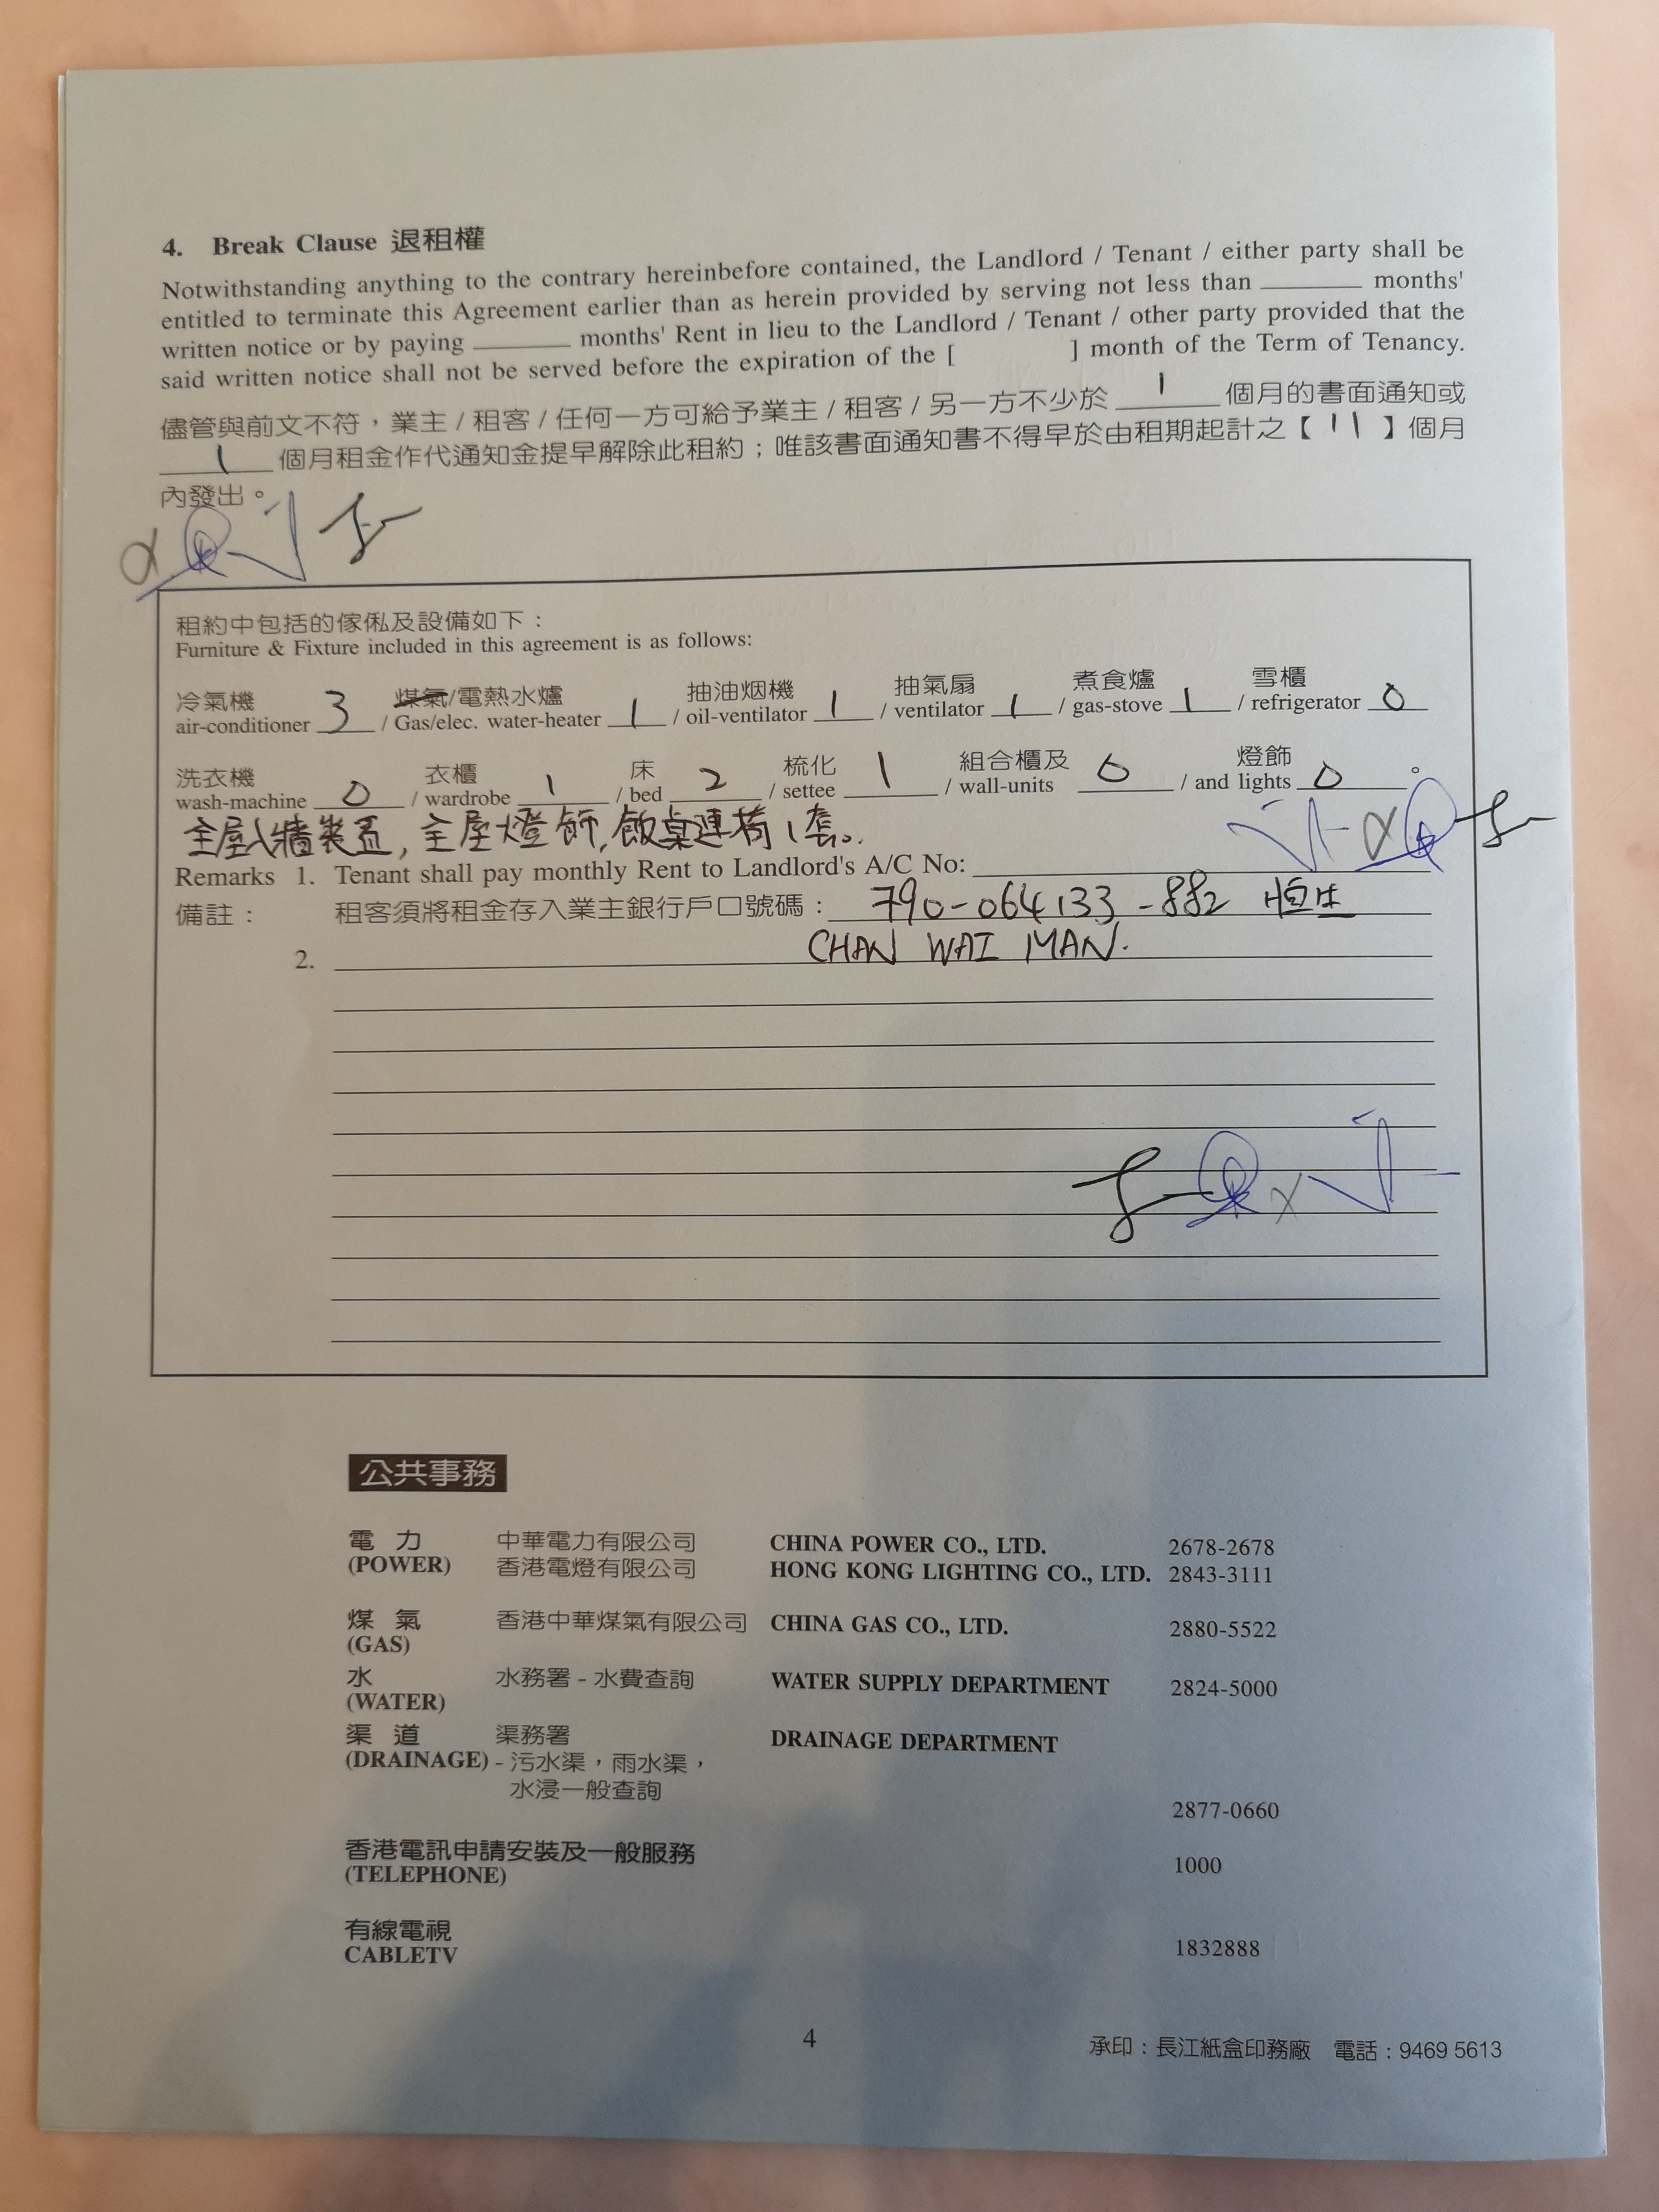 4. Break Clause 退租權
Notwithstanding anything to the contrary hereinbefore contained, the Landlord / Tenant / either party shall be
entitled to terminate this Agreement earlier than as herein provided by serving not less than ________ months'
written notice or by paying ________ months' Rent in lieu to the Landlord / Tenant / other party provided that the
said written notice shall not be served before the expiration of the [ ] month of the Term of Tenancy.
儘管與前文不符，業主 / 租客 / 任何一方可給予業主 / 租客 / 另一方不少於 1 個月的書面通知或
1 個月租金作代通知金提早解除此租約；唯該書面通知書不得早於由租期起計之【 11 】個月
內發出。
租約中包括的傢俬及設備如下：
Furniture & Fixture included in this agreement is as follows:
冷氣機 煤氣/電熱水爐 抽油烟機 抽氣扇 煮食爐 雪櫃
air-conditioner 3 / Gas/elec. water-heater 1 / oil-ventilator 1 / ventilator 1 / gas-stove 1 / refrigerator 0
洗衣機 衣櫃 床 梳化 組合櫃及 燈飾
wash-machine 0 / wardrobe 1 / bed 2 / settee 1 / wall-units 0 / and lights 0 。
全屋入牆裝置, 全屋燈飾, 飯桌連椅1套。
Remarks 1. Tenant shall pay monthly Rent to Landlord's A/C No:
備註： 租客須將租金存入業主銀行戶口號碼： 790-064133-882 恒生
2. CHAN WAI MAN.
公共事務
電 力 中華電力有限公司 CHINA POWER CO., LTD. 2678-2678
(POWER) 香港電燈有限公司 HONG KONG LIGHTING CO., LTD. 2843-3111
煤 氣 香港中華煤氣有限公司 CHINA GAS CO., LTD. 2880-5522
(GAS)
水 水務署 - 水費查詢 WATER SUPPLY DEPARTMENT 2824-5000
(WATER)
渠 道 渠務署 DRAINAGE DEPARTMENT
(DRAINAGE) - 污水渠，雨水渠，
水浸一般查詢
2877-0660
香港電訊申請安裝及一般服務 1000
(TELEPHONE)
有線電視
CABLETV 1832888
4
承印：長江紙盒印務廠 電話：9469 5613